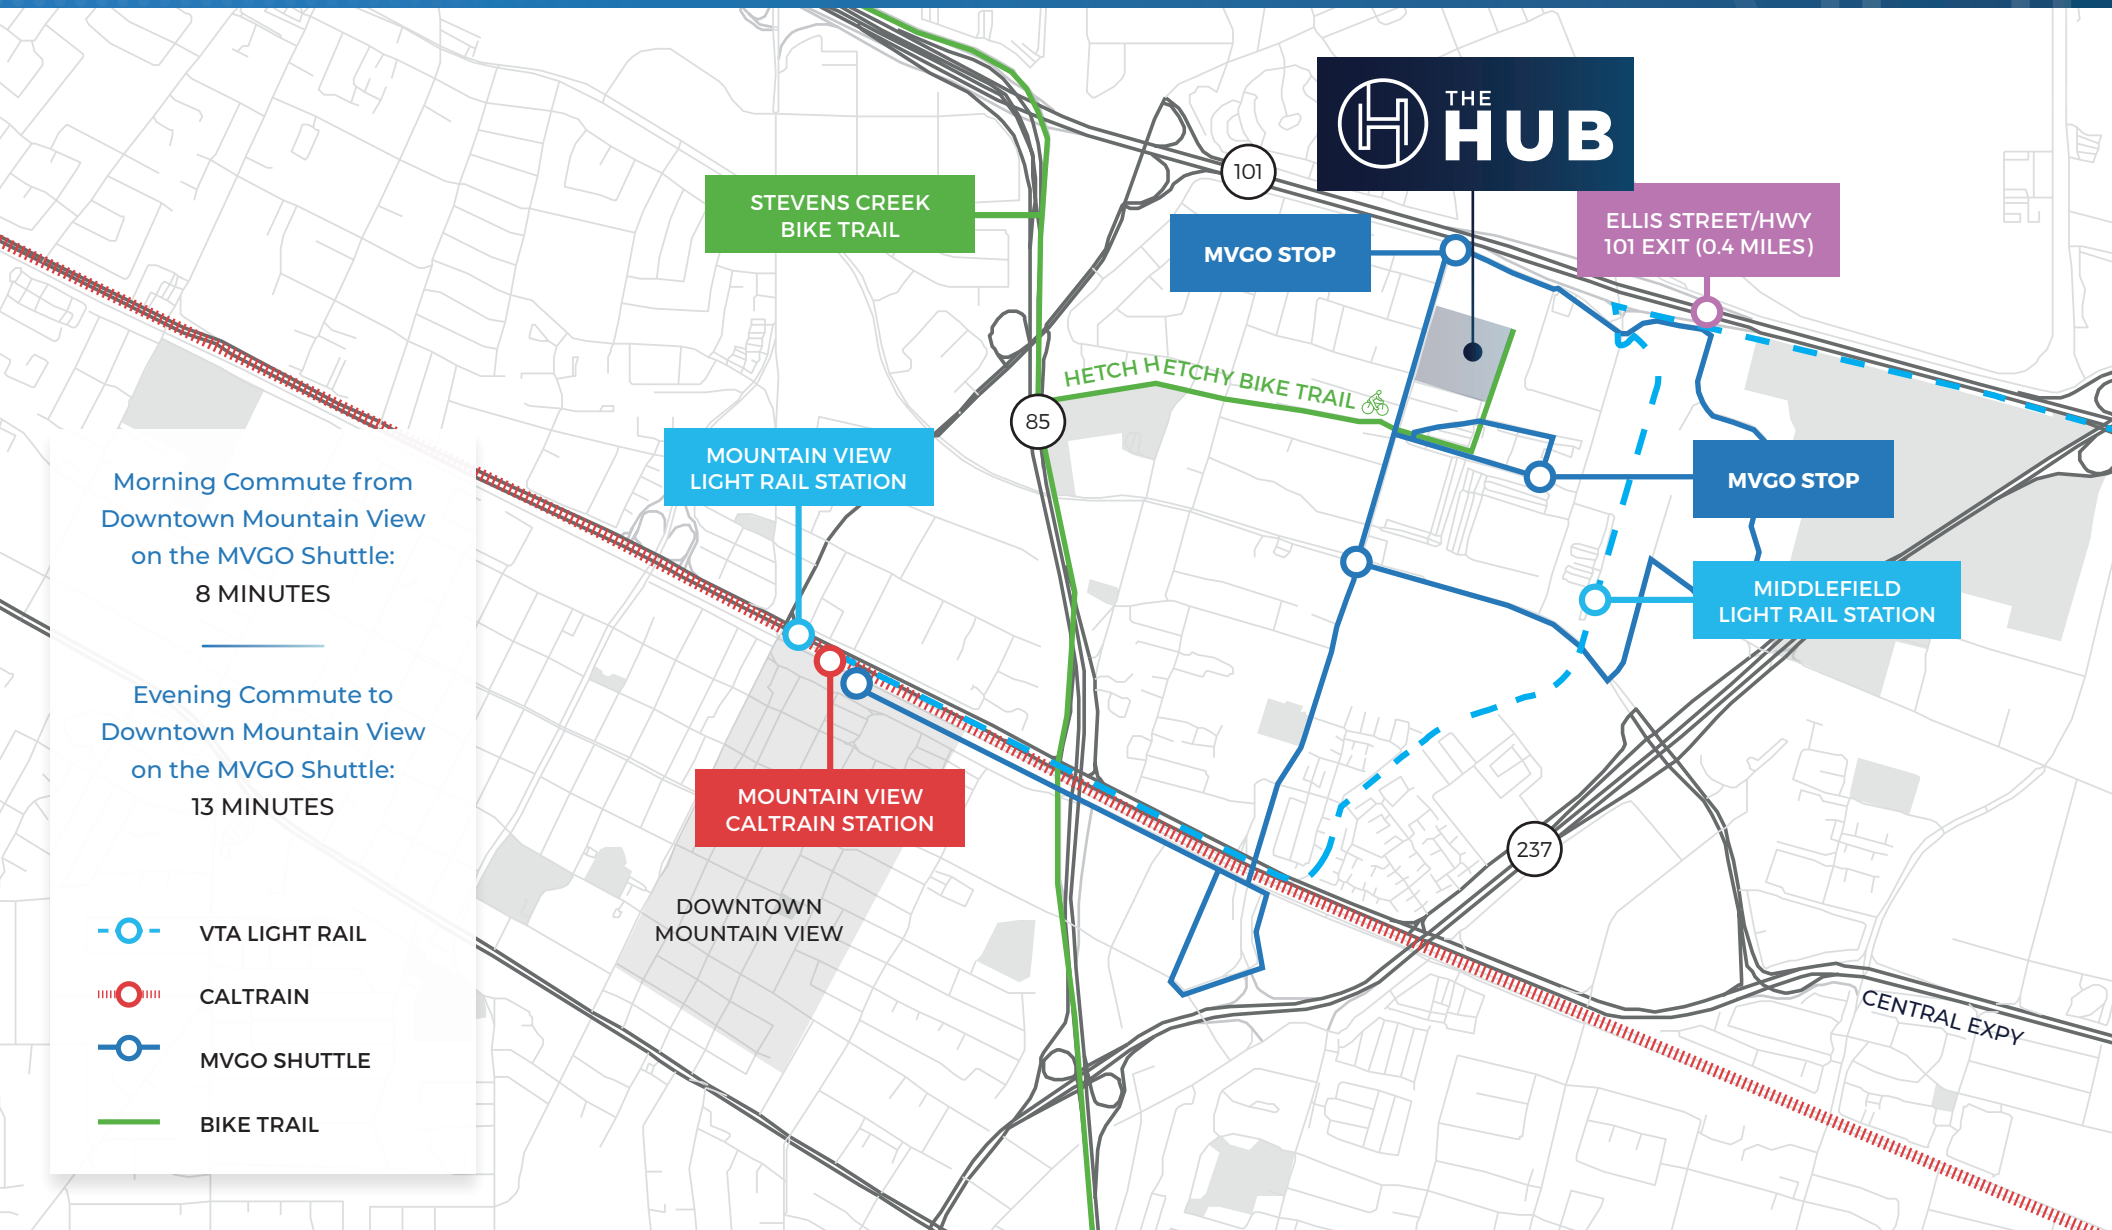 THE
HUB
101
STEVENS CREEK
BIKE TRAIL
MVGO STOP
ELLIS STREET/HWY
101 EXIT (0.4 MILES)
HETCH HETCHY BIKE TRAIL
85
MOUNTAIN VIEW
LIGHT RAIL STATION
MVGO STOP
MIDDLEFIELD
LIGHT RAIL STATION
Morning Commute from
Downtown Mountain View
on the MVGO Shuttle:
8 MINUTES
Evening Commute to
Downtown Mountain View
on the MVGO Shuttle:
13 MINUTES
MOUNTAIN VIEW
CALTRAIN STATION
237
DOWNTOWN
MOUNTAIN VIEW
VTA LIGHT RAIL
CALTRAIN
MVGO SHUTTLE
BIKE TRAIL
CENTRAL EXPY